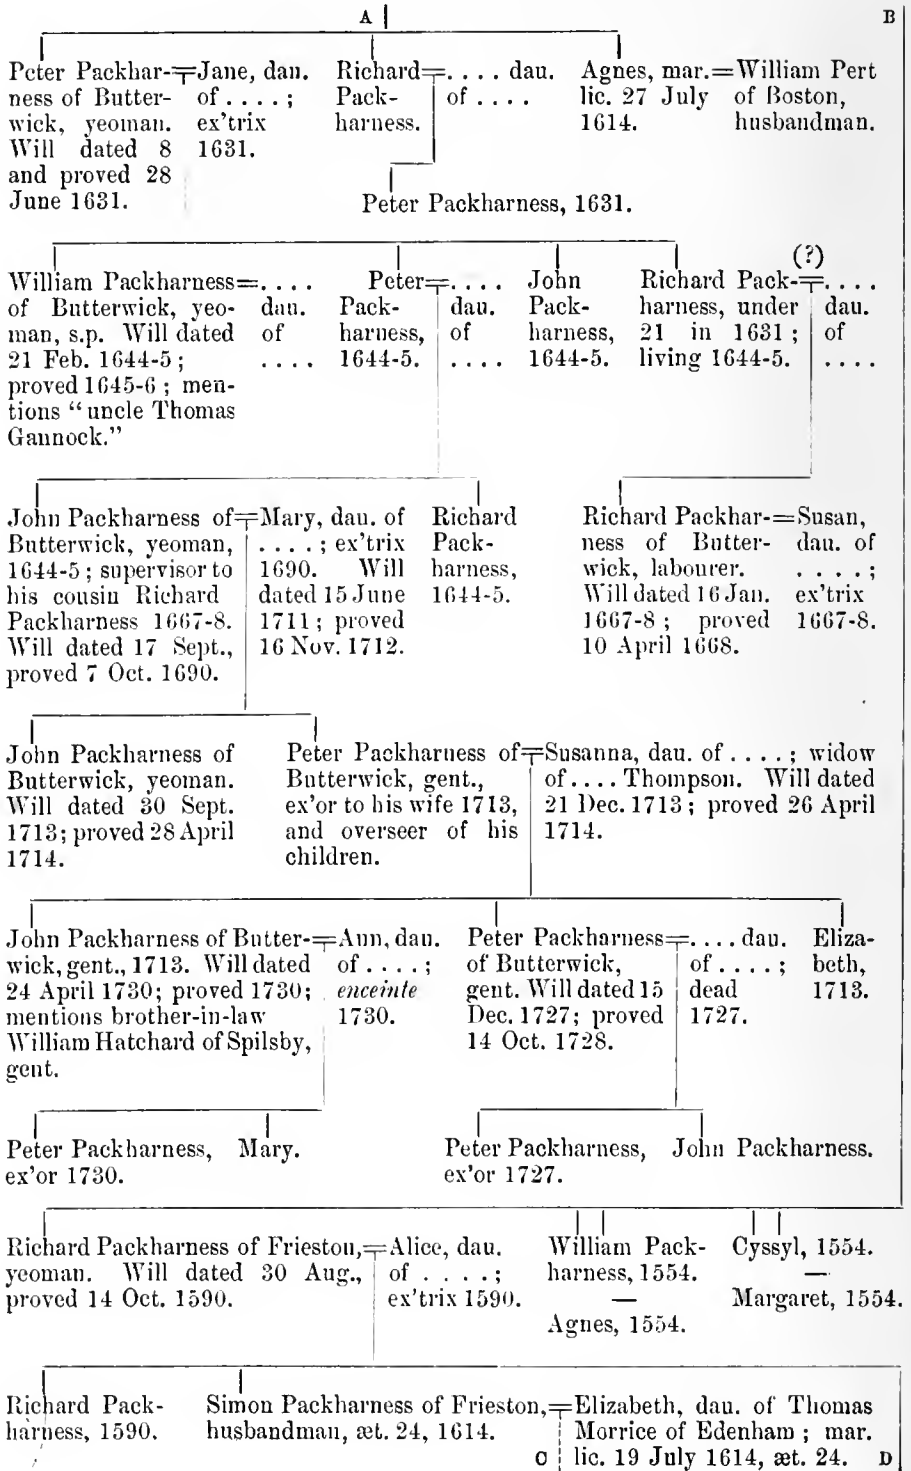 A B
Peter Packhar-
ness of Butter-
wick, yeoman.
Will dated 8
and proved 28
June 1631.
Jane, dau.
of . . . . ;
ex'trix
1631.
Richard
Pack-
harness.
. . . . dau.
of . . . .
Agnes, mar.
lic. 27 July
1614.
William Pert
of Boston,
husbandman.
Peter Packharness, 1631.
William Packharness
of Butterwick, yeo-
man, s.p. Will dated
21 Feb. 1644-5;
proved 1645-6; men-
tions “uncle Thomas
Gannock.”
. . . .
dau.
of
. . . .
Peter
Pack-
harness,
1644-5.
. . . .
dau.
of
. . . .
John
Pack-
harness,
1644-5.
(?)
Richard Pack-
harness, under
21 in 1631;
living 1644-5.
. . . .
dau.
of
. . . .
John Packharness of
Butterwick, yeoman,
1644-5; supervisor to
his cousin Richard
Packharness 1667-8.
Will dated 17 Sept.,
proved 7 Oct. 1690.
Mary, dau. of
. . . . ; ex'trix
1690. Will
dated 15 June
1711; proved
16 Nov. 1712.
Richard
Pack-
harness,
1644-5.
Richard Packhar-
ness of Butter-
wick, labourer.
Will dated 16 Jan.
1667-8; proved
10 April 1668.
Susan,
dau. of
. . . . ;
ex'trix
1667-8.
John Packharness of
Butterwick, yeoman.
Will dated 30 Sept.
1713; proved 28 April
1714.
Peter Packharness of
Butterwick, gent.,
ex'or to his wife 1713,
and overseer of his
children.
Susanna, dau. of . . . . ; widow
of . . . . Thompson. Will dated
21 Dec. 1713; proved 26 April
1714.
John Packharness of Butter-
wick, gent., 1713. Will dated
24 April 1730; proved 1730;
mentions brother-in-law
William Hatchard of Spilsby,
gent.
Ann, dau.
of . . . . ;
enceinte
1730.
Peter Packharness
of Butterwick,
gent. Will dated 15
Dec. 1727; proved
14 Oct. 1728.
. . . . dau.
of . . . . ;
dead
1727.
Eliza-
beth,
1713.
Peter Packharness,
ex'or 1730.
Mary.
Peter Packharness,
ex'or 1727.
John Packharness.
Richard Packharness of Frieston,
yeoman. Will dated 30 Aug.,
proved 14 Oct. 1590.
Alice, dau.
of . . . . ;
ex'trix 1590.
William Pack-
harness, 1554.
—
Agnes, 1554.
Cyssyl, 1554.
—
Margaret, 1554.
Richard Pack-
harness, 1590.
Simon Packharness of Frieston,
husbandman, æt. 24, 1614.
Elizabeth, dau. of Thomas
Morrice of Edenham; mar.
lic. 19 July 1614, æt. 24.
C D